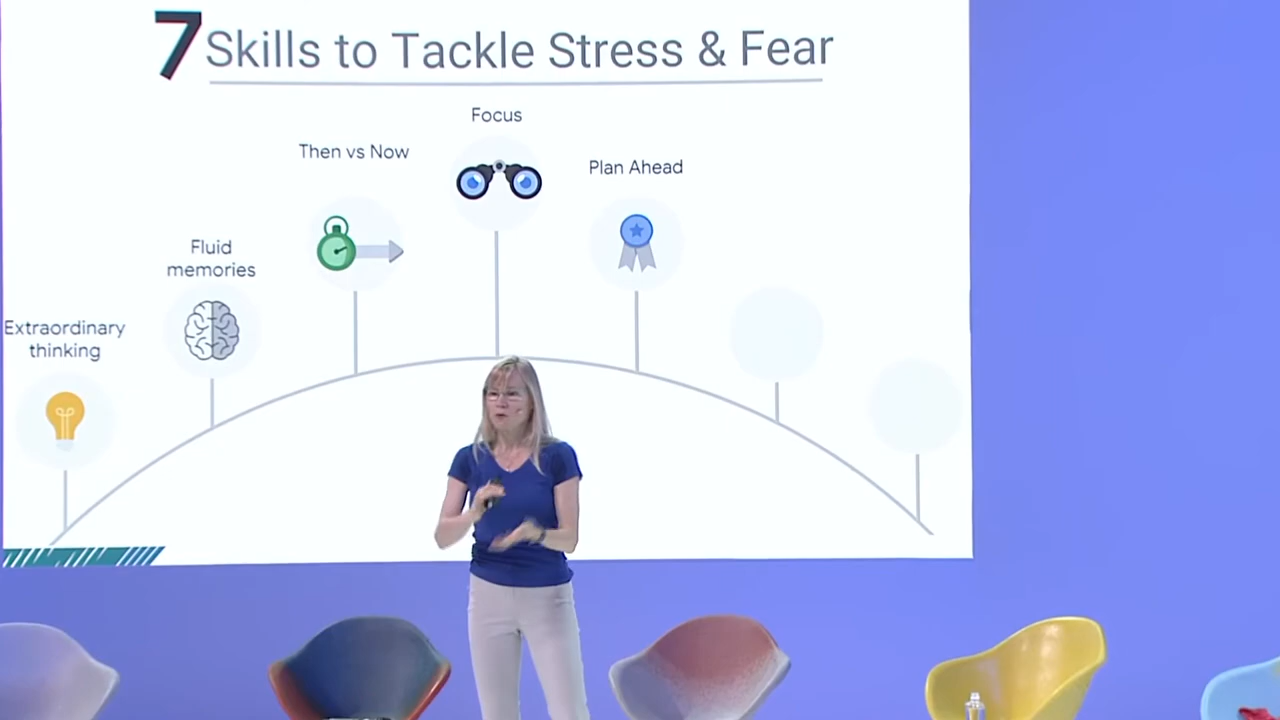 7 Skills to Tackle Stress & Fear
Focus
Then vs Now
Plan Ahead
Fluid
memories
Extraordinary
thinking